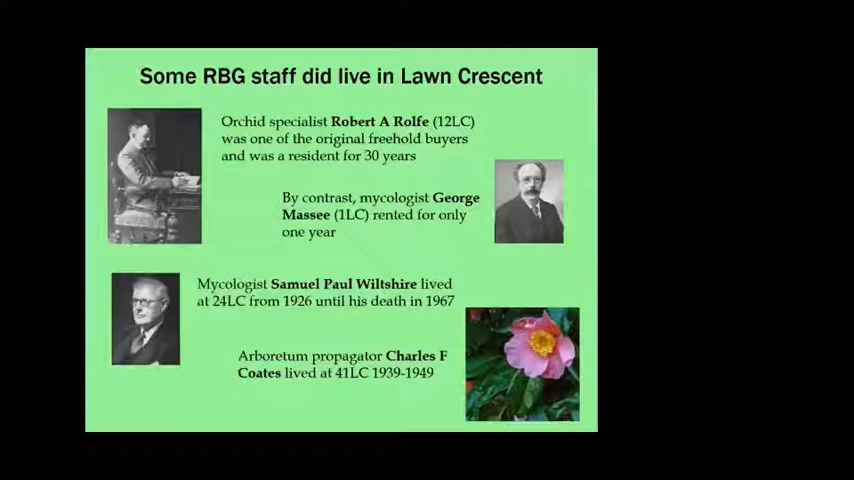 Some RBG staff did live in Lawn Crescent
Orchid specialist Robert A Rolfe (12LC)
was one of the original freehold buyers
and was a resident for 30 years
By contrast, mycologist George
Massee (1LC) rented for only
one year
Mycologist Samuel Paul Wiltshire lived
at 24LC from 1926 until his death in 1967
Arboretum propagator Charles F
Coates lived at 41LC 1939-1949